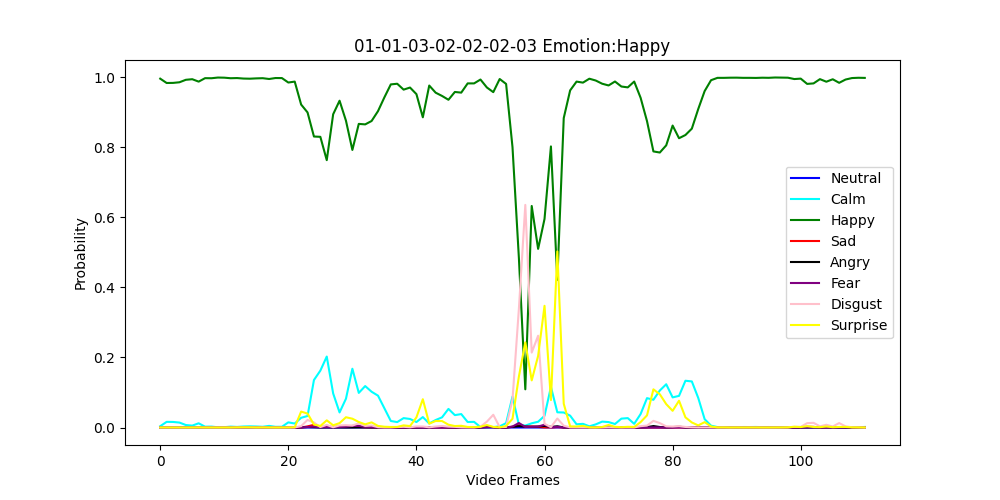 01-01-03-02-02-02-03 Emotion:Happy
1.0
0.8
0.6
0.4
0.2
0.0
Probability
0 20 40 60 80 100
Video Frames
Neutral
Calm
Happy
Sad
Angry
Fear
Disgust
Surprise